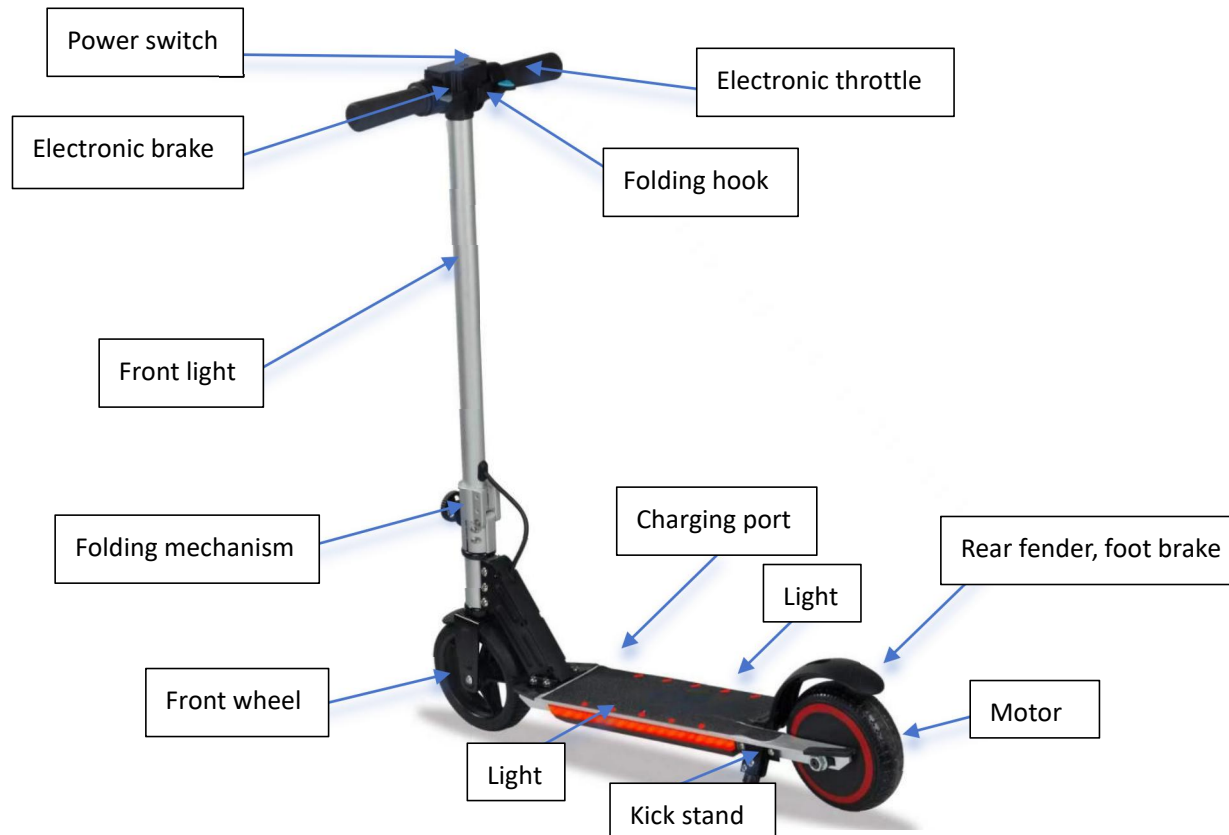 Power switch
Electronic throttle
Electronic brake
Folding hook
Front light
Charging port
Folding mechanism
Rear fender, foot brake
Light
Front wheel
Motor
Light
Kick stand